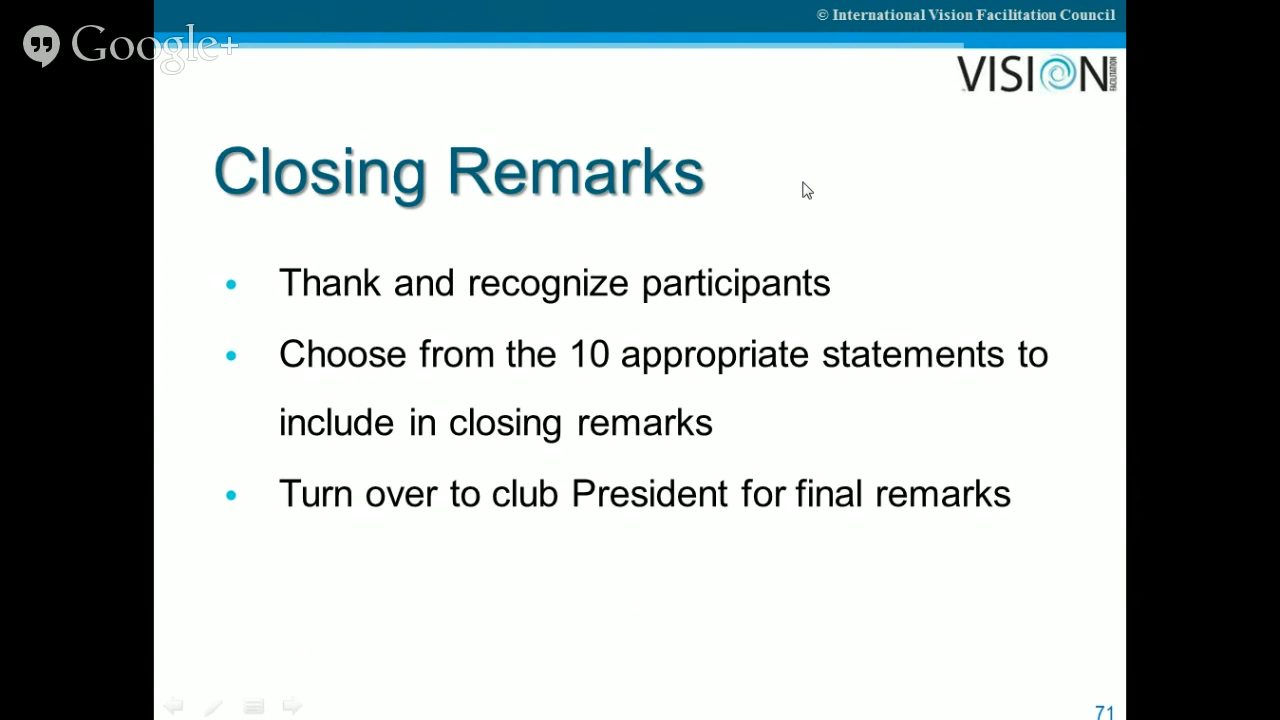 © International Vision Facilitation Council
Google+
VISION
FACILITATION
Closing Remarks
• Thank and recognize participants
• Choose from the 10 appropriate statements to
include in closing remarks
• Turn over to club President for final remarks
71